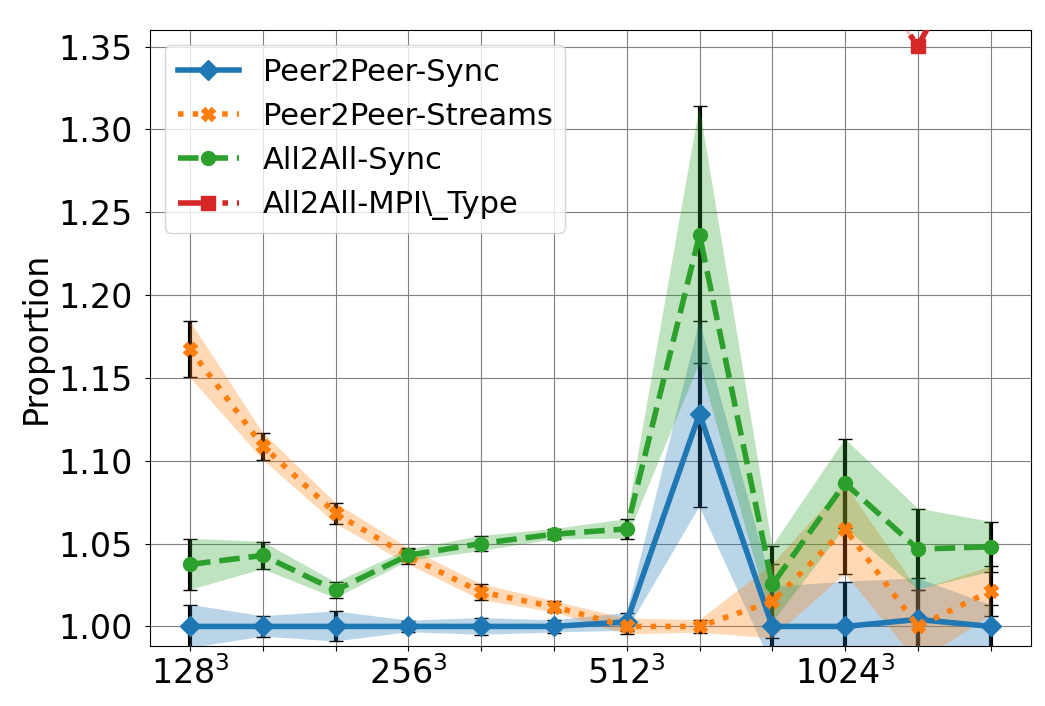 Proportion
1.35
1.30
1.25
1.20
1.15
1.10
1.05
1.00
Peer2Peer-Sync
Peer2Peer-Streams
All2All-Sync
All2All-MPI\_Type
128³ 256³ 512³ 1024³